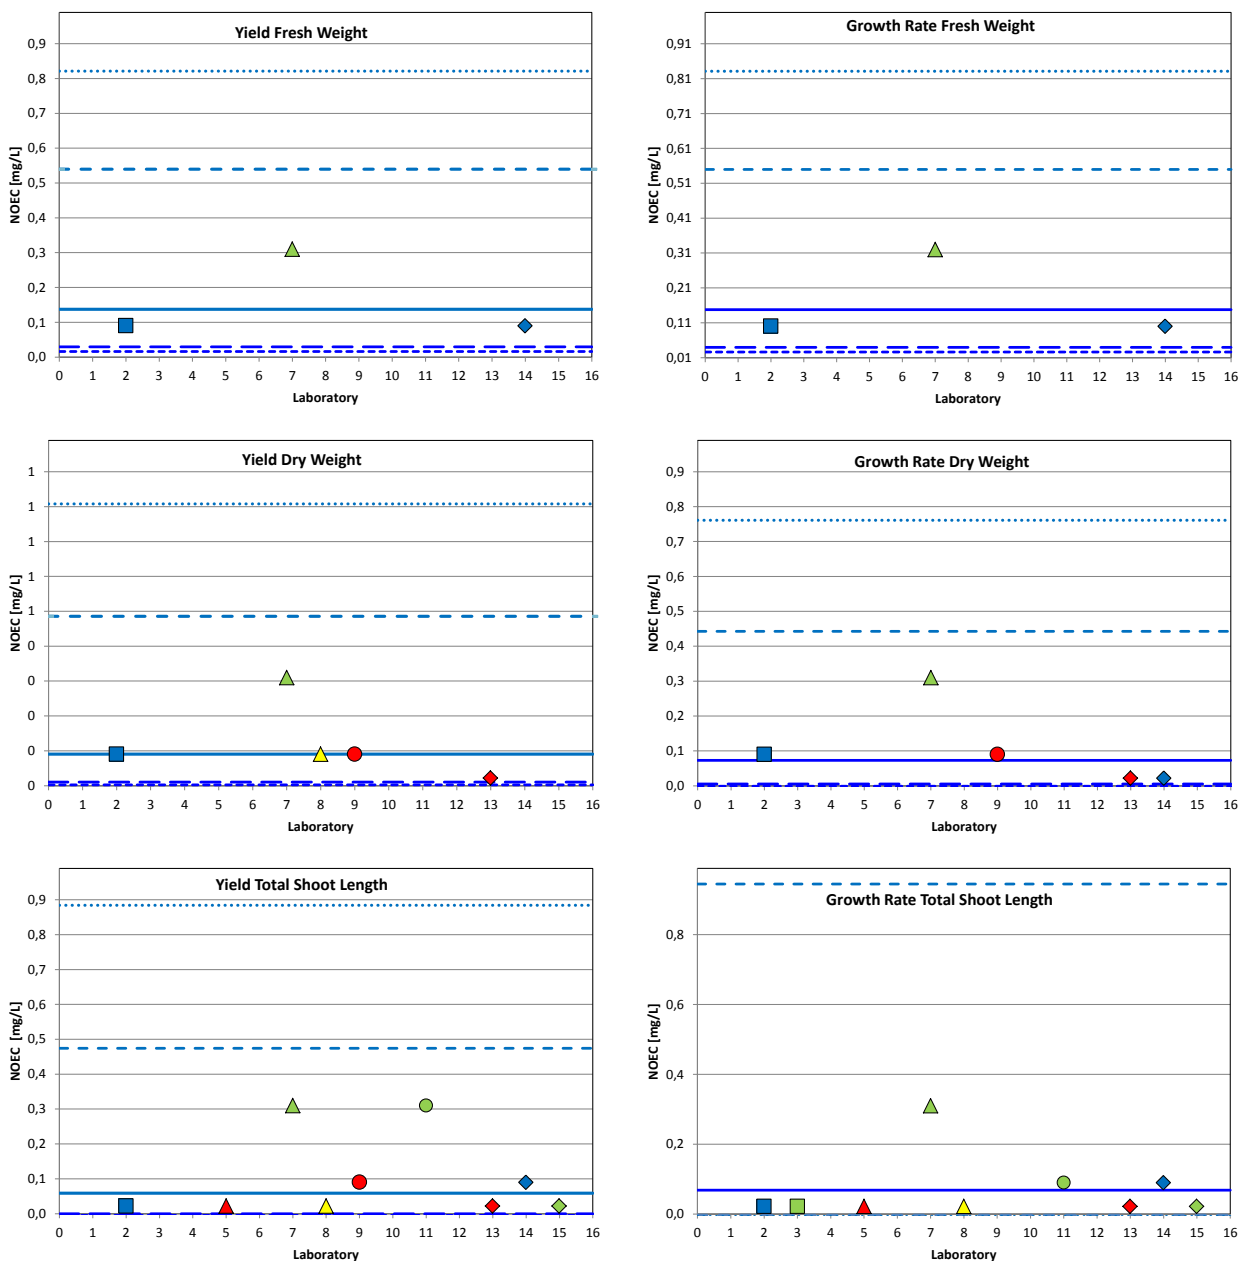 Yield Fresh Weight
0,9
0,8
0,7
0,6
0,5
0,4
0,3
0,2
0,1
0,0
NOEC [mg/L]
0 1 2 3 4 5 6 7 8 9 10 11 12 13 14 15 16
Laboratory
Growth Rate Fresh Weight
0,91
0,81
0,71
0,61
0,51
0,41
0,31
0,21
0,11
0,01
NOEC [mg/L]
0 1 2 3 4 5 6 7 8 9 10 11 12 13 14 15 16
Laboratory
Yield Dry Weight
1
1
1
1
1
0
0
0
0
0
NOEC [mg/L]
0 1 2 3 4 5 6 7 8 9 10 11 12 13 14 15 16
Laboratory
Growth Rate Dry Weight
0,9
0,8
0,7
0,6
0,5
0,4
0,3
0,2
0,1
0,0
NOEC [mg/L]
0 1 2 3 4 5 6 7 8 9 10 11 12 13 14 15 16
Laboratory
Yield Total Shoot Length
0,9
0,8
0,7
0,6
0,5
0,4
0,3
0,2
0,1
0,0
NOEC [mg/L]
0 1 2 3 4 5 6 7 8 9 10 11 12 13 14 15 16
Laboratory
Growth Rate Total Shoot Length
0,8
0,6
0,4
0,2
0,0
NOEC [mg/L]
0 1 2 3 4 5 6 7 8 9 10 11 12 13 14 15 16
Laboratory